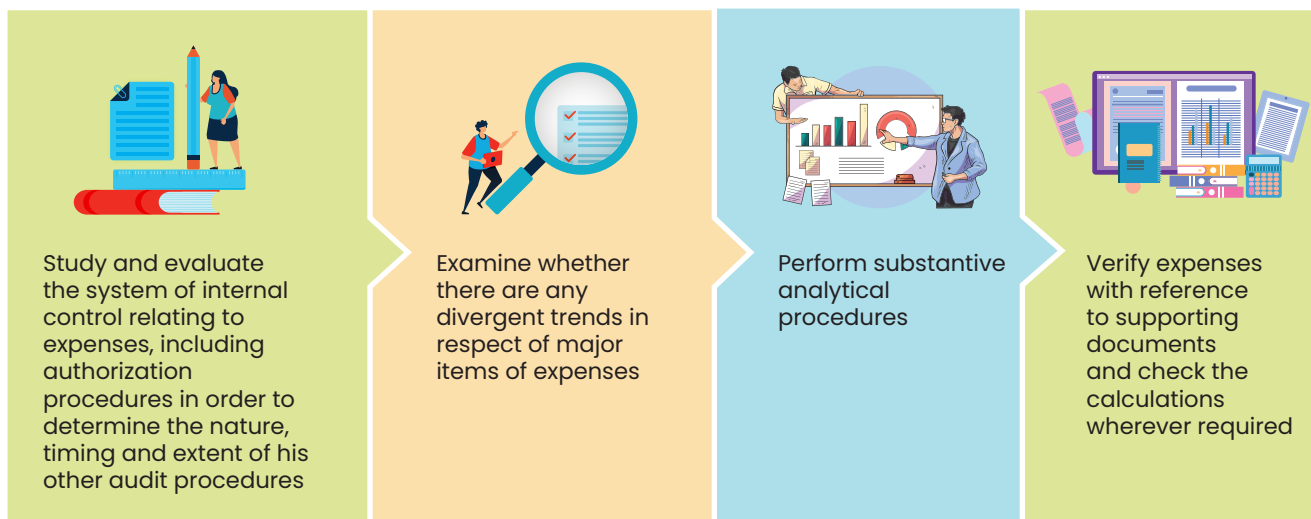 Study and evaluate
the system of internal
control relating to
expenses, including
authorization
procedures in order to
determine the nature,
timing and extent of his
other audit procedures
Examine whether
there are any
divergent trends in
respect of major
items of expenses
Perform substantive
analytical
procedures
Verify expenses
with reference
to supporting
documents
and check the
calculations
wherever required